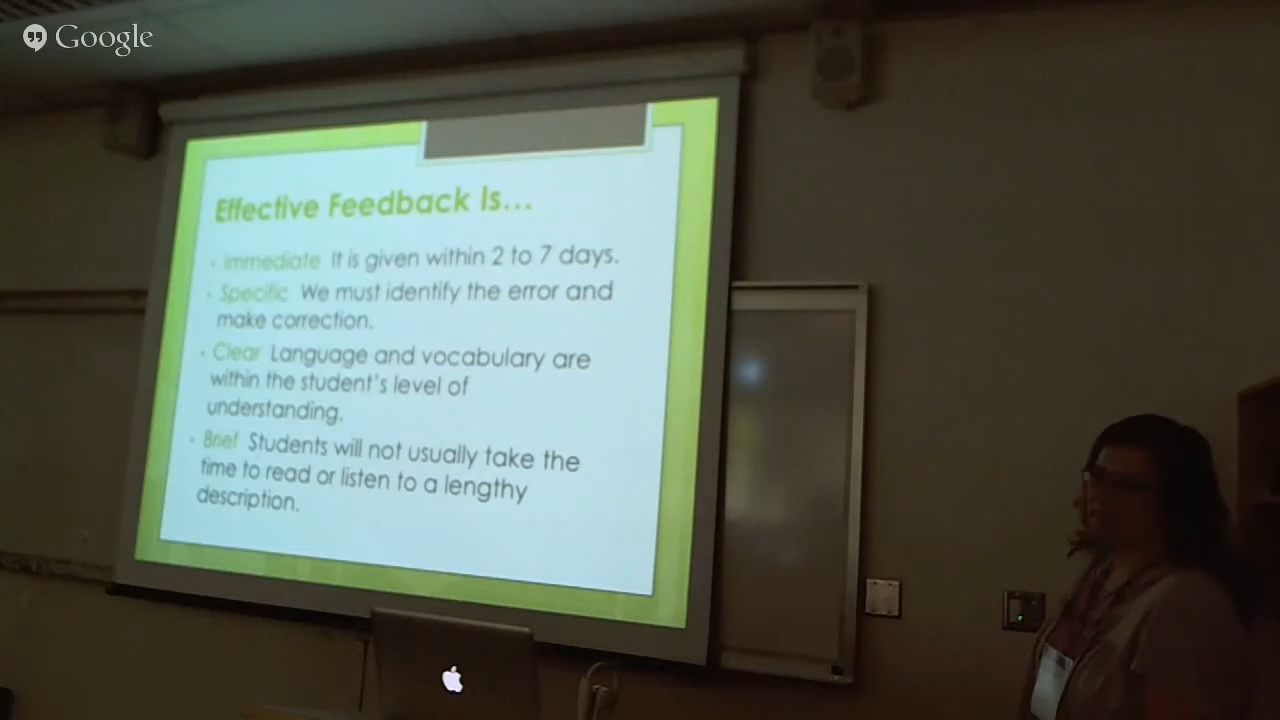 Google
Effective Feedback Is...
• Immediate It is given within 2 to 7 days.
• Specific We must identify the error and
make correction.
• Clear Language and vocabulary are
within the student's level of
understanding.
• Brief Students will not usually take the
time to read or listen to a lengthy
description.